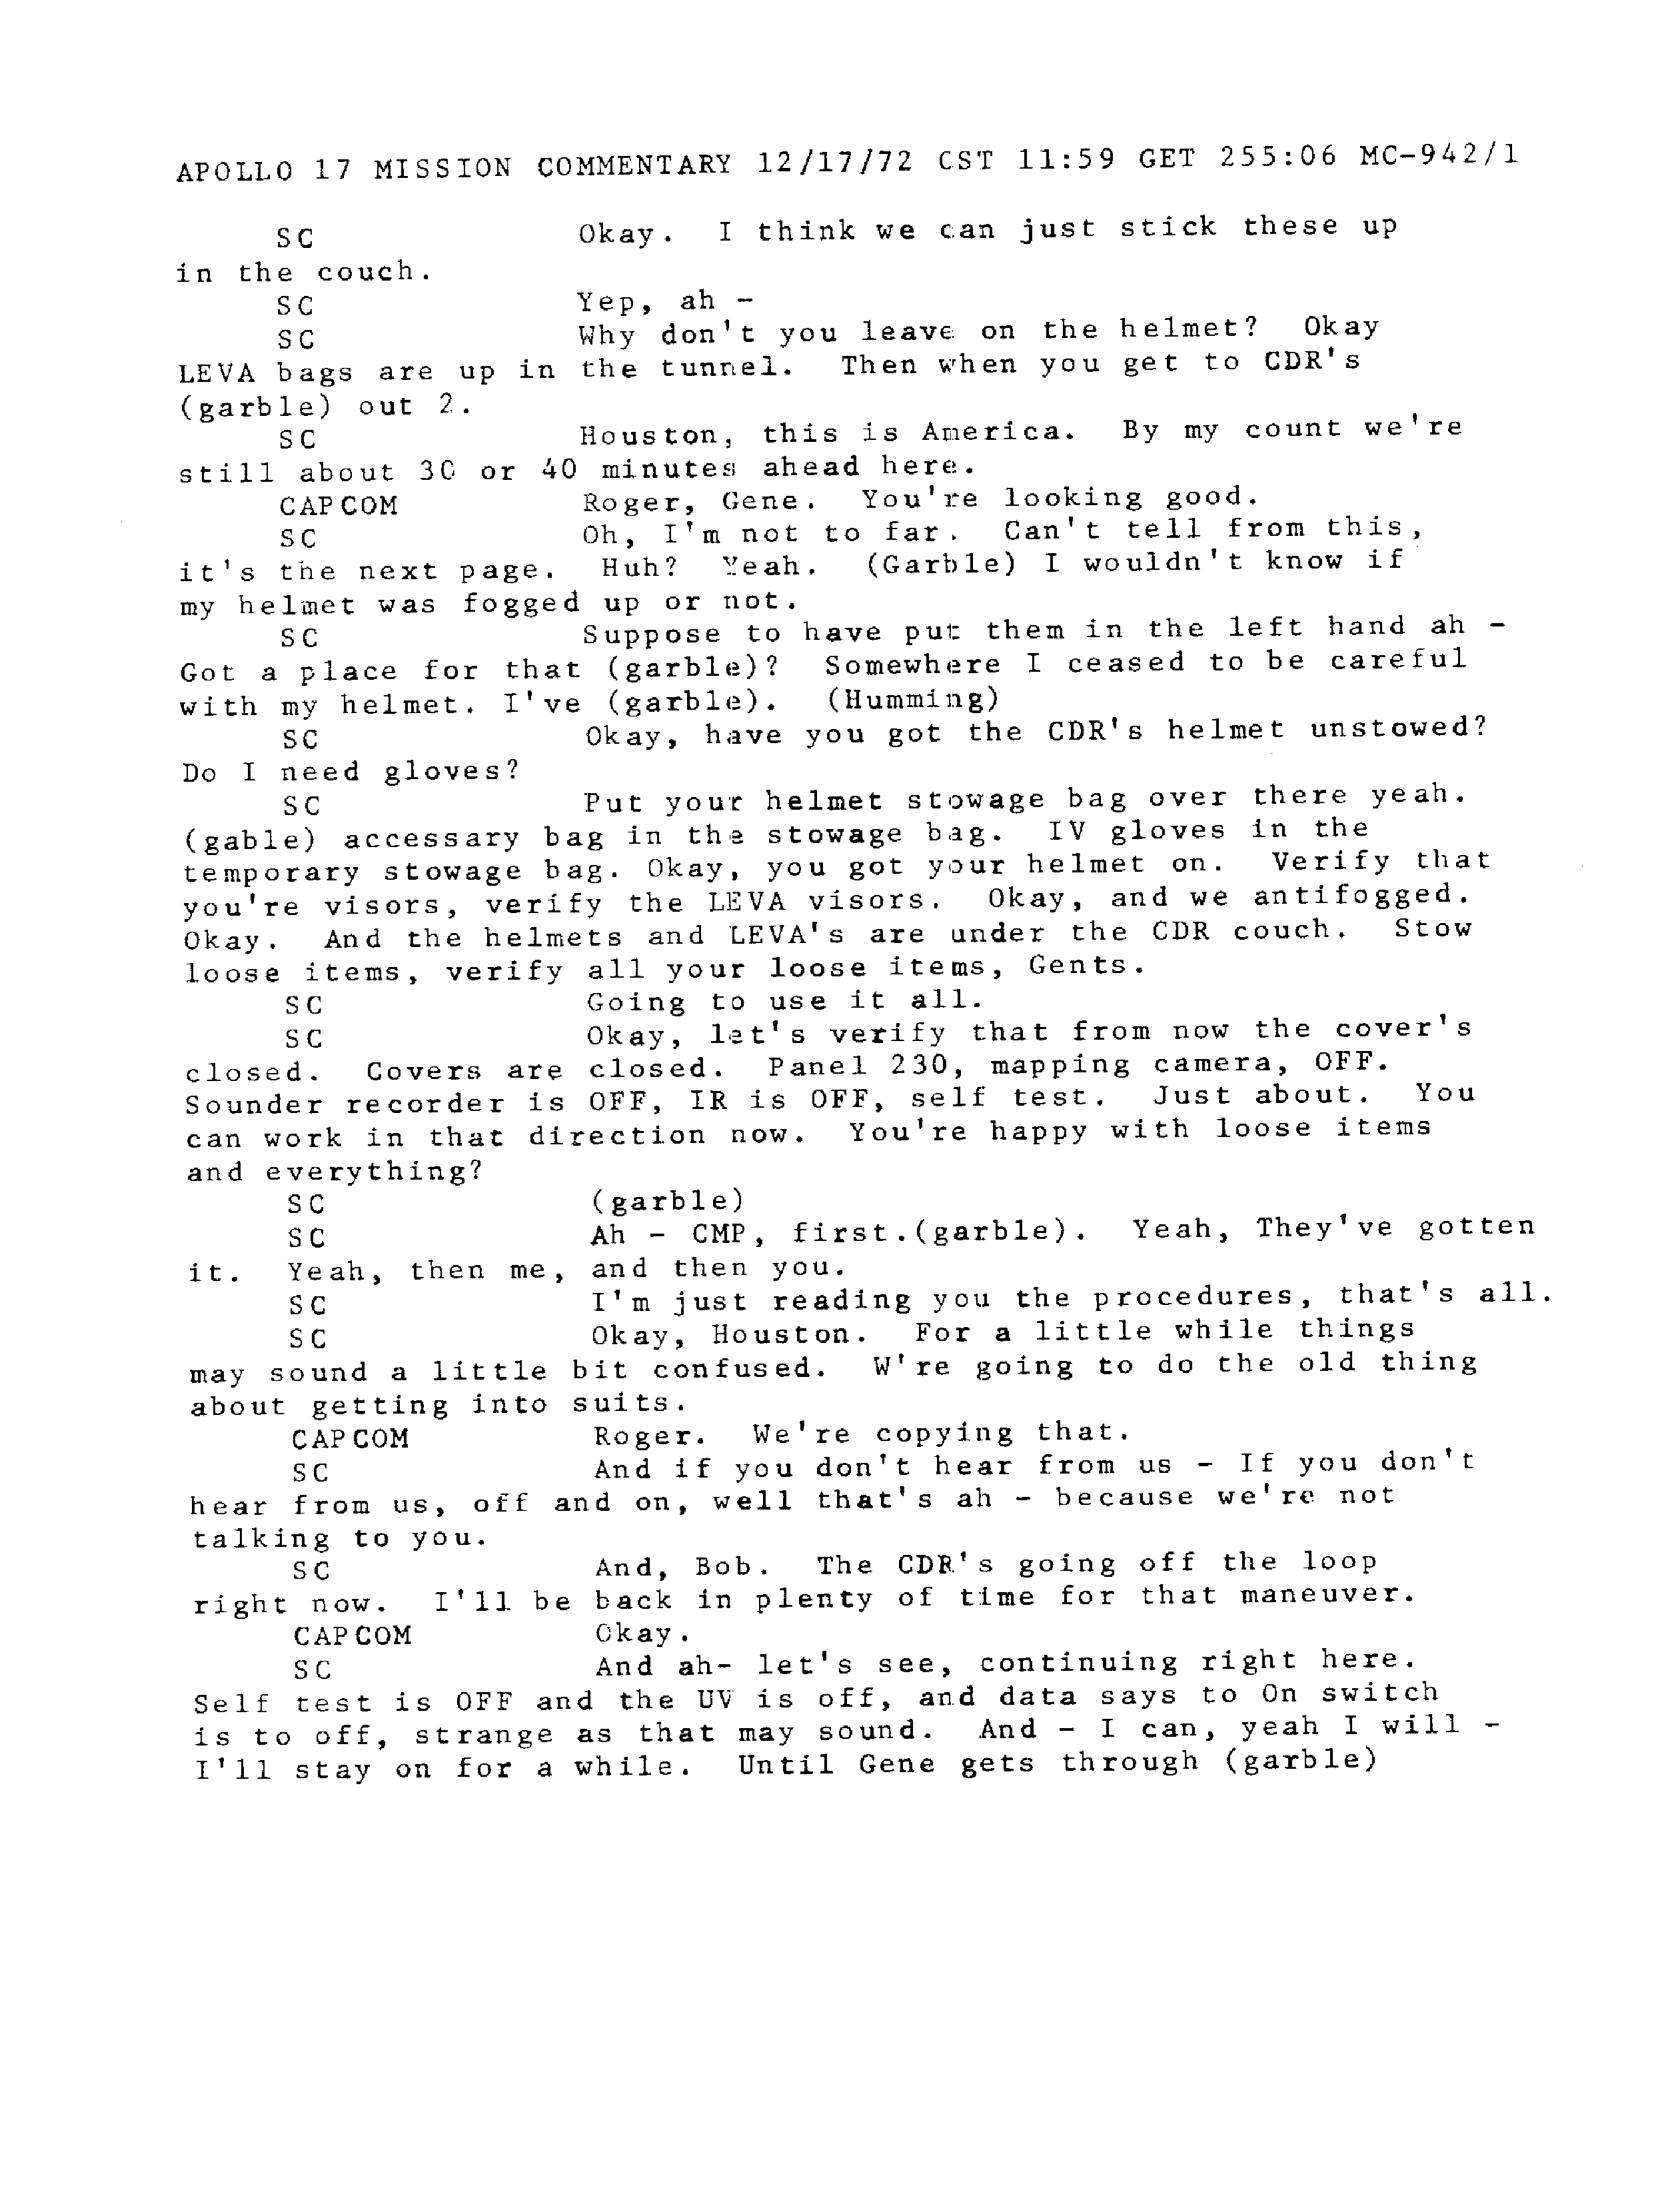 APOLLO 17 MISSION COMMENTARY 12/17/72 CST 11:59 GET 255:06 MC-942/1
SC Okay. I think we can just stick these up
in the couch.
SC Yep, ah -
SC Why don't you leave on the helmet? Okay
LEVA bags are up in the tunnel. Then when you get to CDR's
(garble) out 2.
SC Houston, this is America. By my count we're
still about 30 or 40 minutes ahead here.
CAPCOM Roger, Gene. You're looking good.
SC Oh, I'm not to far. Can't tell from this,
it's the next page. Huh? Yeah. (Garble) I wouldn't know if
my helmet was fogged up or not.
SC Suppose to have put them in the left hand ah -
Got a place for that (garble)? Somewhere I ceased to be careful
with my helmet. I've (garble). (Humming)
SC Okay, have you got the CDR's helmet unstowed?
Do I need gloves?
SC Put your helmet stowage bag over there yeah.
(gable) accessary bag in the stowage bag. IV gloves in the
temporary stowage bag. Okay, you got your helmet on. Verify that
you're visors, verify the LEVA visors. Okay, and we antifogged.
Okay. And the helmets and LEVA's are under the CDR couch. Stow
loose items, verify all your loose items, Gents.
SC Going to use it all.
SC Okay, let's verify that from now the cover's
closed. Covers are closed. Panel 230, mapping camera, OFF.
Sounder recorder is OFF, IR is OFF, self test. Just about. You
can work in that direction now. You're happy with loose items
and everything?
SC (garble)
SC Ah - CMP, first.(garble). Yeah, They've gotten
it. Yeah, then me, and then you.
SC I'm just reading you the procedures, that's all.
SC Okay, Houston. For a little while things
may sound a little bit confused. W're going to do the old thing
about getting into suits.
CAPCOM Roger. We're copying that.
SC And if you don't hear from us - If you don't
hear from us, off and on, well that's ah - because we're not
talking to you.
SC And, Bob. The CDR's going off the loop
right now. I'll be back in plenty of time for that maneuver.
CAPCOM Okay.
SC And ah- let's see, continuing right here.
Self test is OFF and the UV is off, and data says to On switch
is to off, strange as that may sound. And - I can, yeah I will -
I'll stay on for a while. Until Gene gets through (garble)